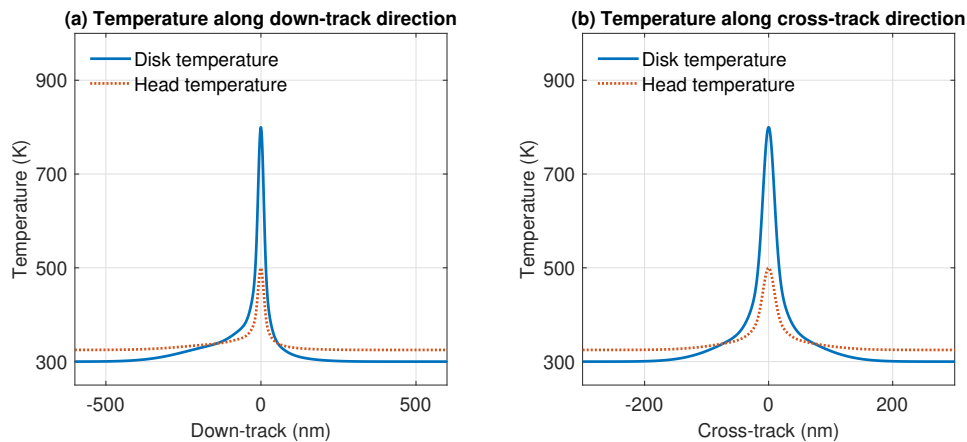 (a) Temperature along down-track direction
Disk temperature
Head temperature
900
700
500
300
Temperature (K)
-500
0
500
Down-track (nm)
(b) Temperature along cross-track direction
Disk temperature
Head temperature
900
700
500
300
Temperature (K)
-200
0
200
Cross-track (nm)